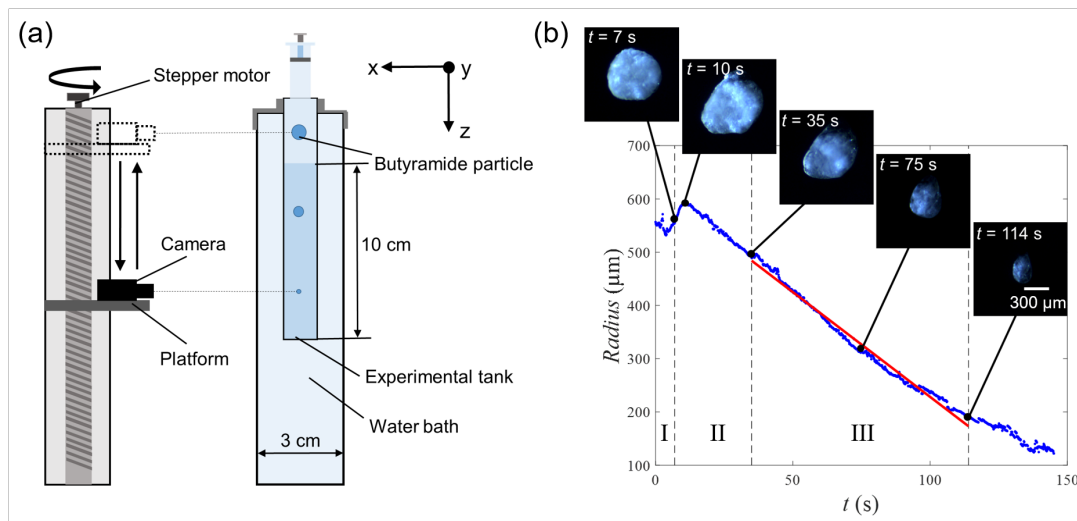 (a)
Stepper motor
x
y
z
Butyramide particle
10 cm
Camera
Platform
Experimental tank
Water bath
3 cm
(b)
t = 7 s
t = 10 s
t = 35 s
t = 75 s
t = 114 s
300 μm
700
600
500
400
300
200
100
Radius (μm)
I
II
III
0
50
100
150
t (s)